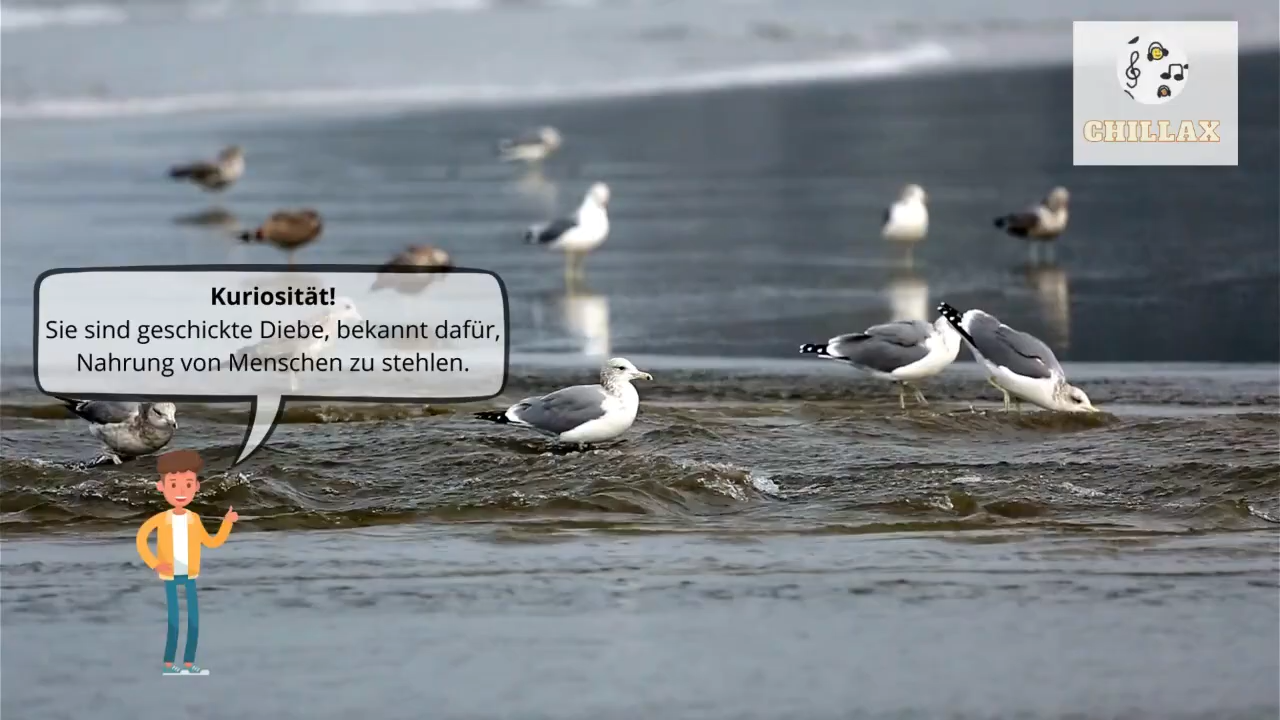 CHILLAX
Kuriosität!
Sie sind geschickte Diebe, bekannt dafür,
Nahrung von Menschen zu stehlen.